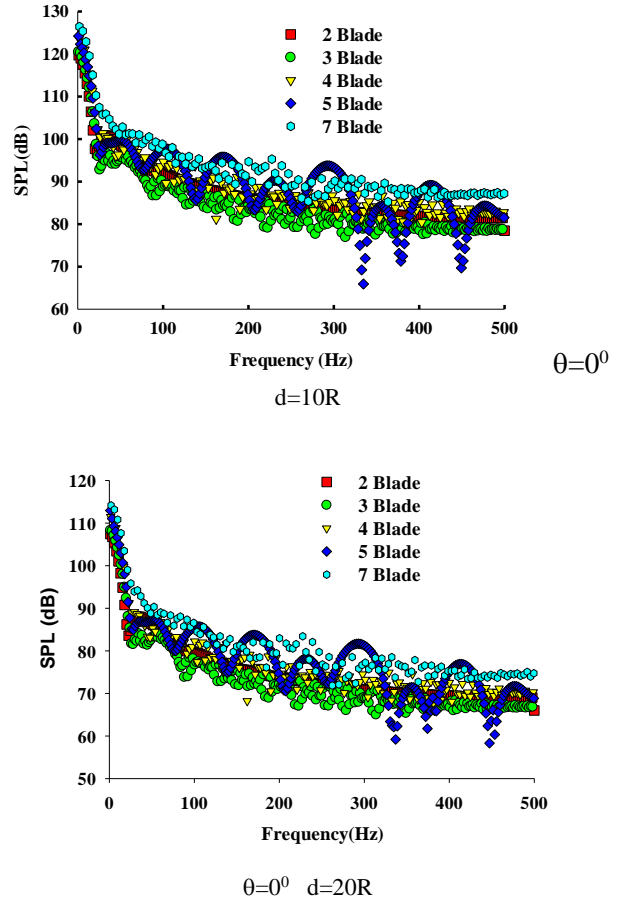 130
120
110
100
90
80
70
60
SPL(dB)
2 Blade
3 Blade
4 Blade
5 Blade
7 Blade
0 100 200 300 400 500
Frequency (Hz)
θ=0⁰
d=10R
120
110
100
90
80
70
60
50
SPL (dB)
2 Blade
3 Blade
4 Blade
5 Blade
7 Blade
0 100 200 300 400 500
Frequency(Hz)
θ=0⁰ d=20R